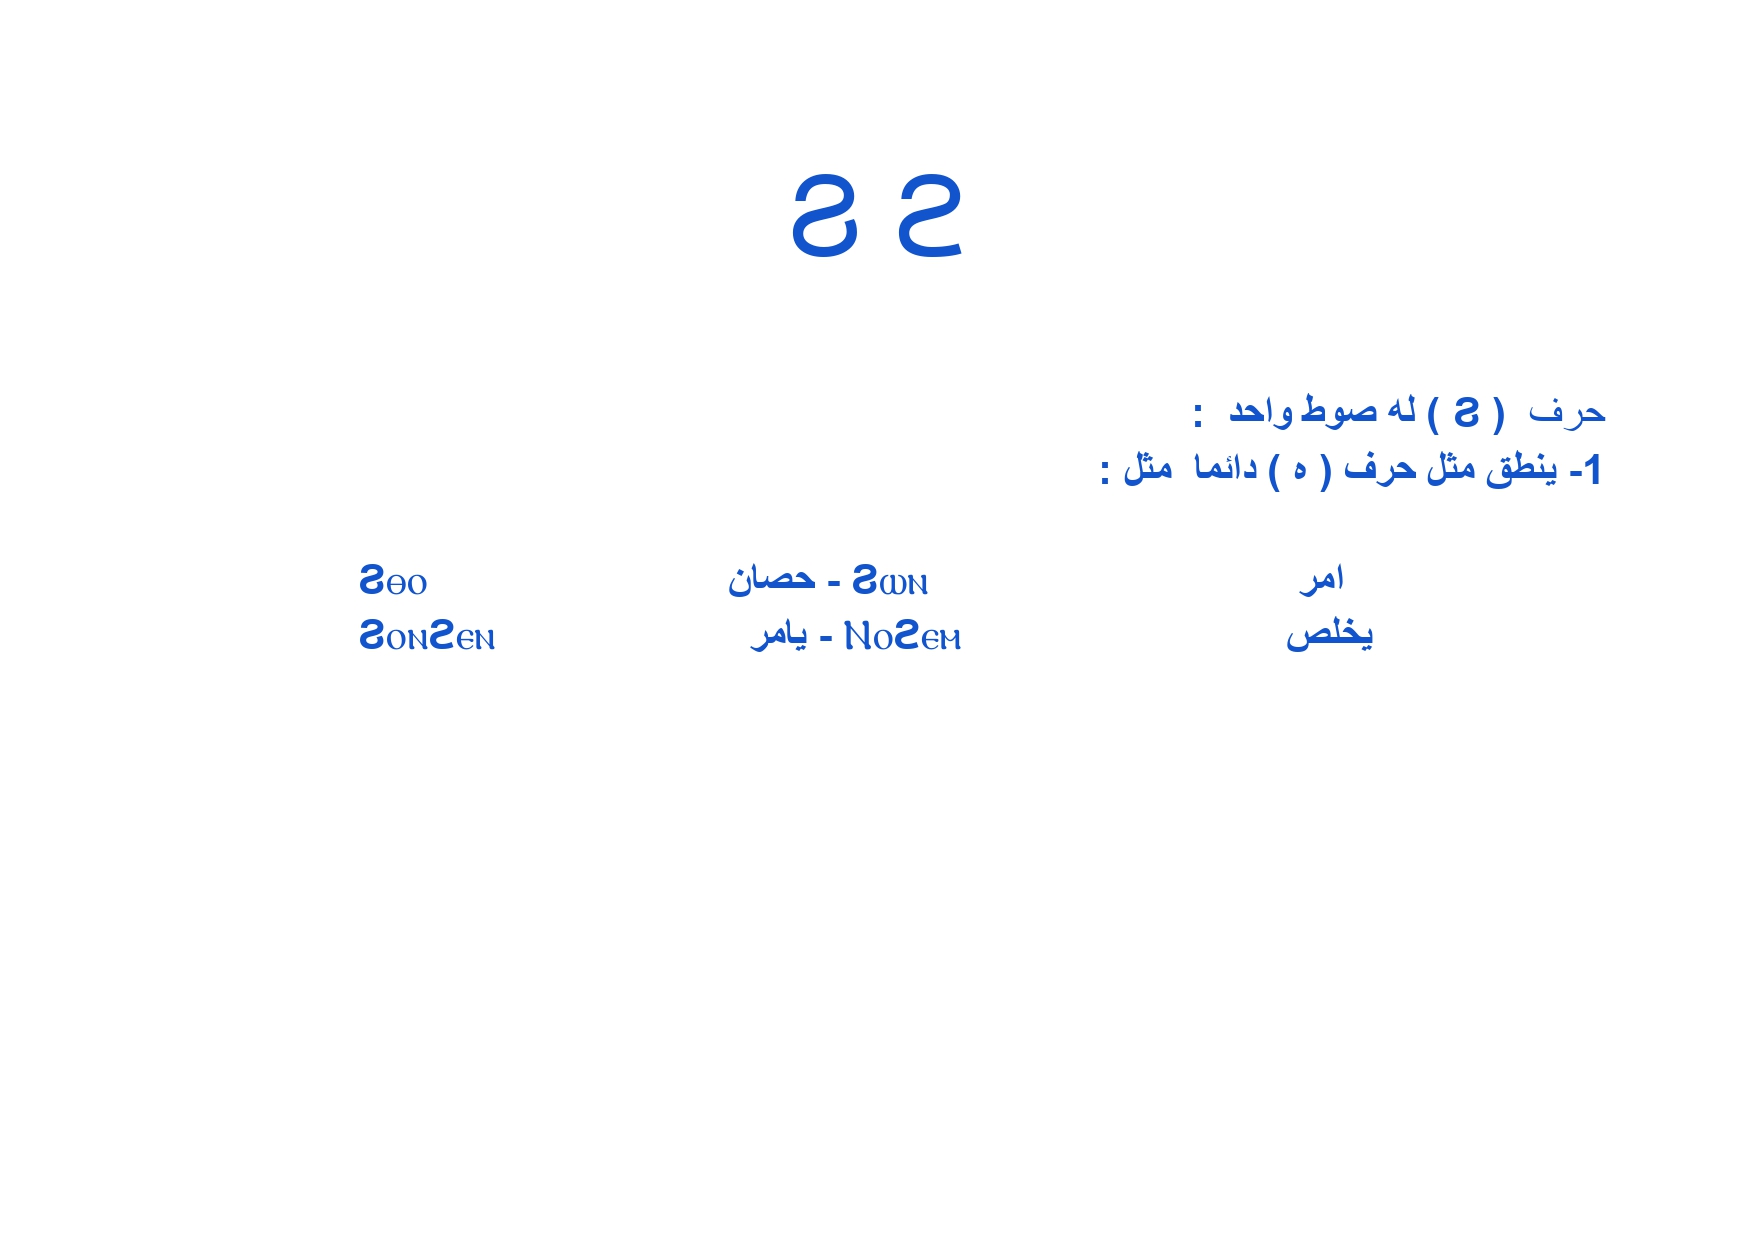 Ϩ ϩ
حرف ( ϩ ) له صوط واحد :
1- ينطق مثل حرف ( ه ) دائما مثل :
ϩⲑⲟ حصان - ϩⲱⲛ امر
ϩⲟⲛϩⲉⲛ يامر - Ⲛⲟϩⲉⲙ يخلص